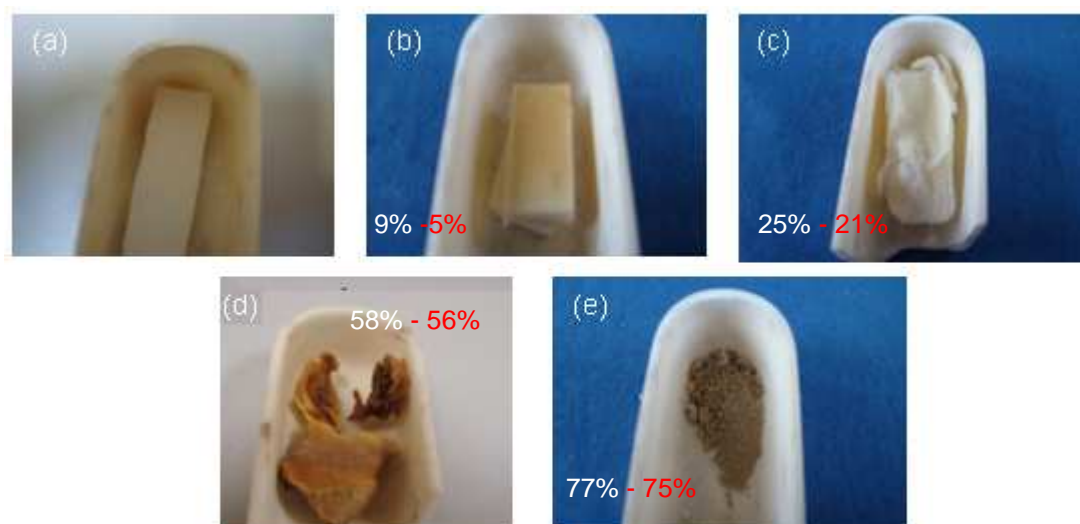 (a)
(b)
(c)
9% -5%
25% - 21%
(d)
58% - 56%
(e)
77% - 75%